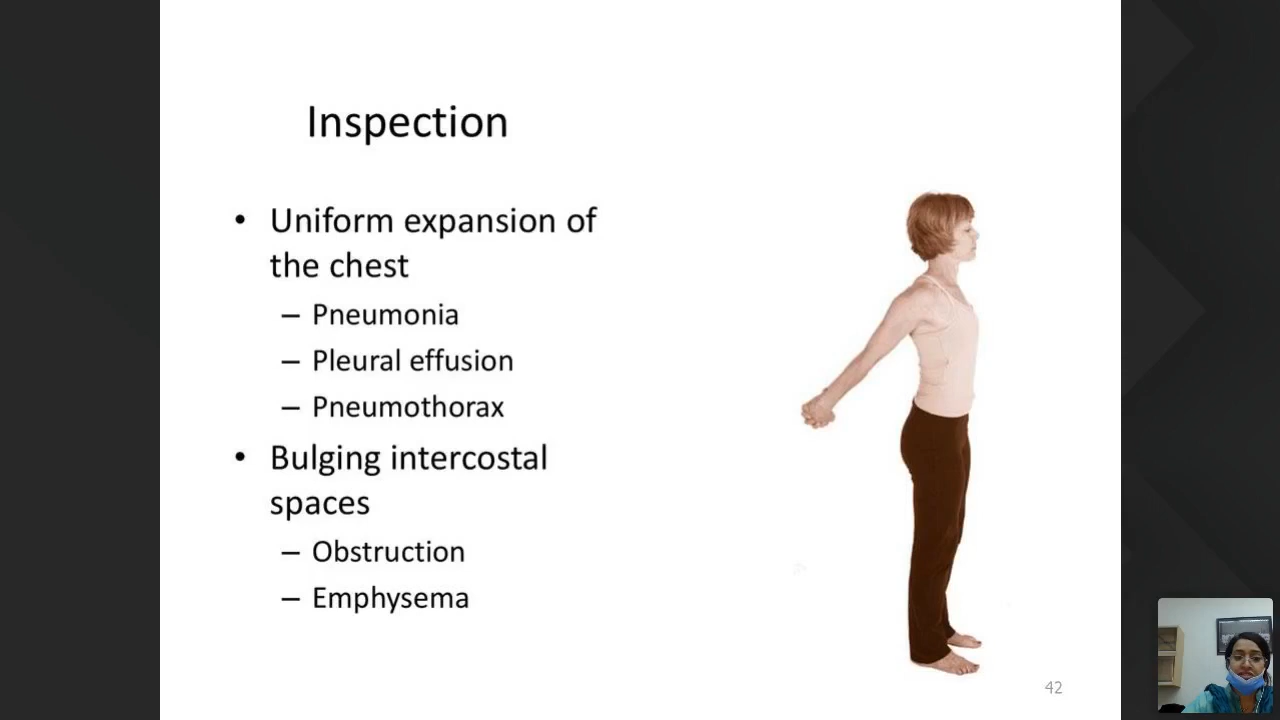 Inspection
• Uniform expansion of
the chest
– Pneumonia
– Pleural effusion
– Pneumothorax
• Bulging intercostal
spaces
– Obstruction
– Emphysema
42